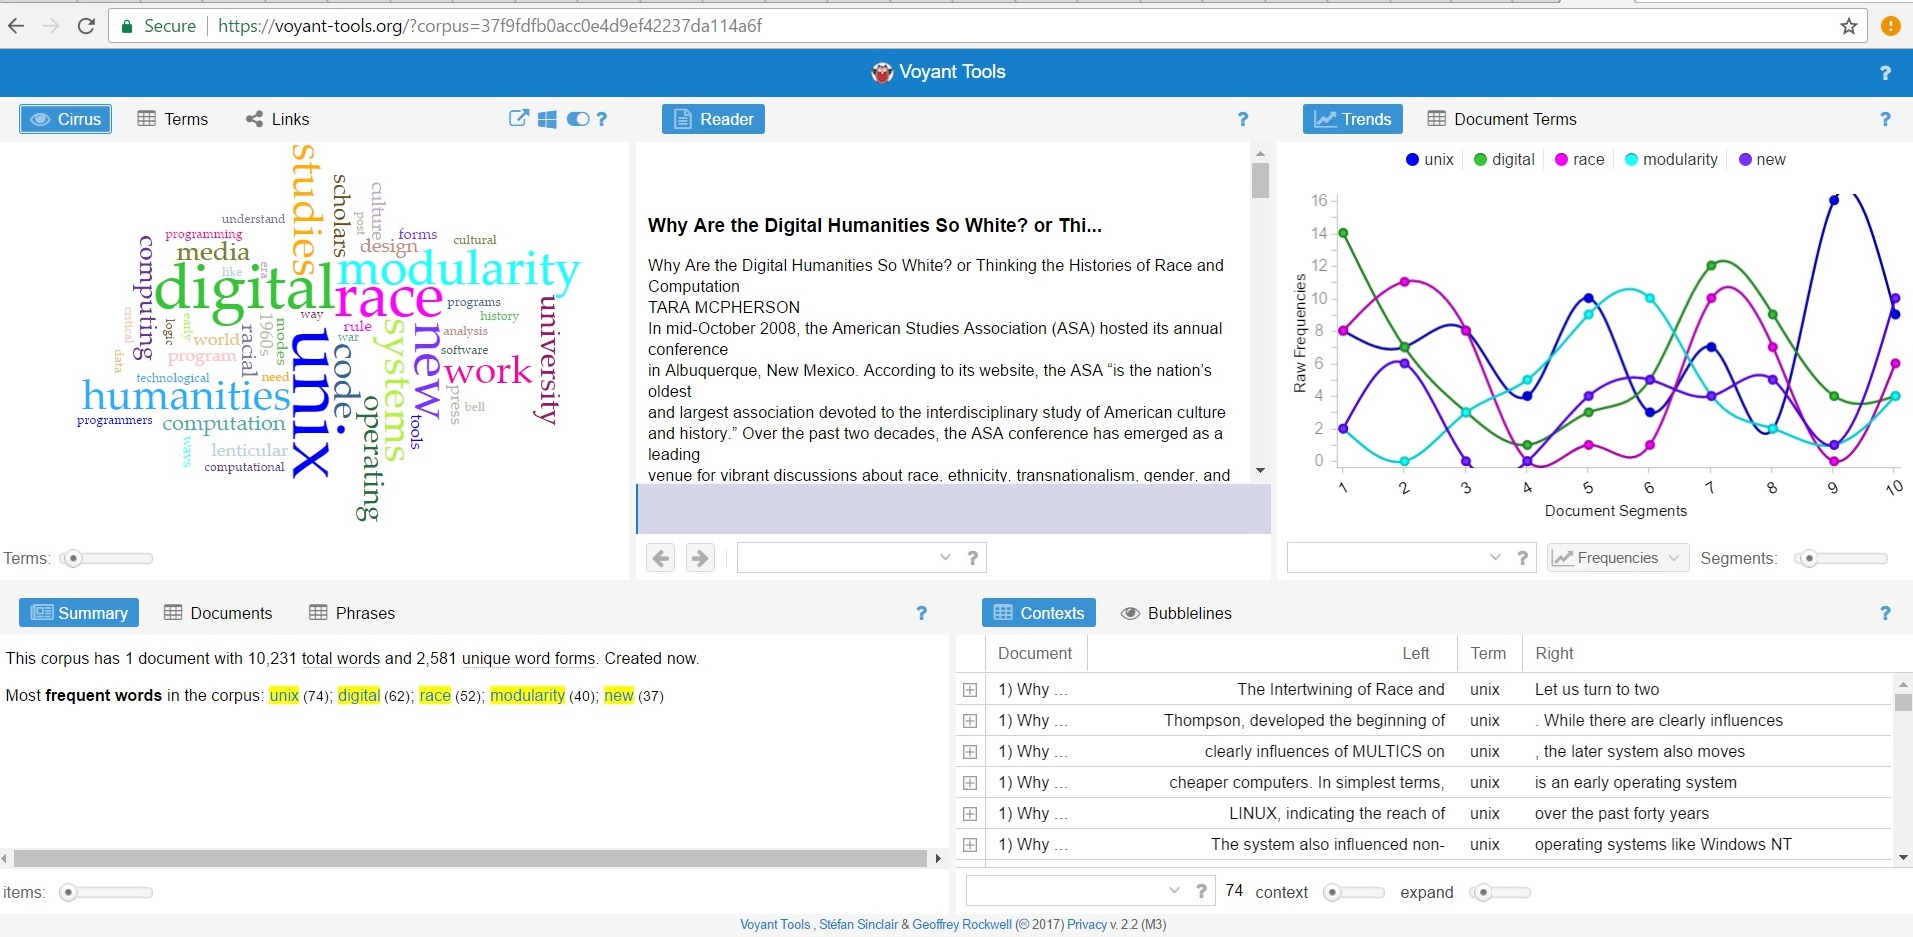 Secure https://voyant-tools.org/?corpus=37f9fdfb0acc0e4d9ef42237da114a6f
Voyant Tools ?
Cirrus Terms Links ?
studies
scholars
culture
post
understand
programming
forms
design
cultural
media
computing
like
era
digital
modularity
race
programs
history
way
rule
war
critical
logic
early
world
racial
1960s
modes
program
data
technological
need
humanities
programmers
computation
ways
lenticular
computational
unix
code
operating
systems
new
tools
analysis
software
work
press
bell
university
Terms:
Reader ?
Why Are the Digital Humanities So White? or Thi...
Why Are the Digital Humanities So White? or Thinking the Histories of Race and
Computation
TARA MCPHERSON
In mid-October 2008, the American Studies Association (ASA) hosted its annual
conference
in Albuquerque, New Mexico. According to its website, the ASA “is the nation’s
oldest
and largest association devoted to the interdisciplinary study of American culture
and history.” Over the past two decades, the ASA conference has emerged as a
leading
venue for vibrant discussions about race, ethnicity, transnationalism, gender, and
?
Trends Document Terms ?
unix digital race modularity new
Raw Frequencies
16
14
12
10
8
6
4
2
0
1 2 3 4 5 6 7 8 9 10
Document Segments
? Frequencies Segments:
Summary Documents Phrases ?
This corpus has 1 document with 10,231 total words and 2,581 unique word forms. Created now.
Most frequent words in the corpus: unix (74); digital (62); race (52); modularity (40); new (37)
items:
Contexts Bubblelines ?
Document Left Term Right
1) Why ... The Intertwining of Race and unix Let us turn to two
1) Why ... Thompson, developed the beginning of unix . While there are clearly influences
1) Why ... clearly influences of MULTICS on unix , the later system also moves
1) Why ... cheaper computers. In simplest terms, unix is an early operating system
1) Why ... LINUX, indicating the reach of unix over the past forty years
1) Why ... The system also influenced non- unix operating systems like Windows NT
? 74 context expand
Voyant Tools , Stéfan Sinclair & Geoffrey Rockwell (© 2017) Privacy v. 2.2 (M3)